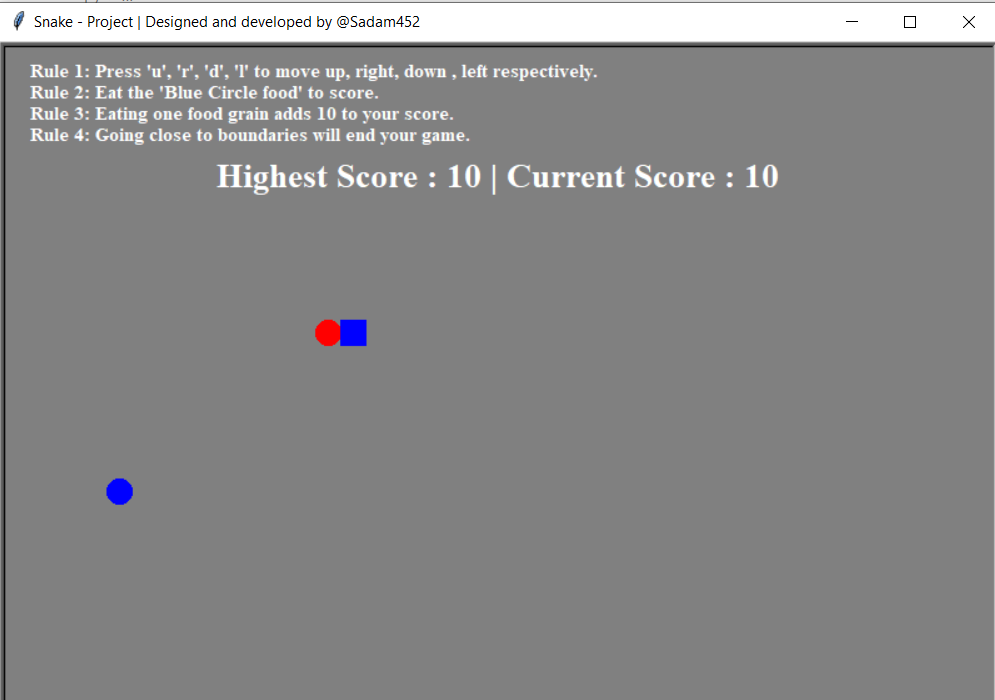 Snake - Project | Designed and developed by @Sadam452
Rule 1: Press 'u', 'r', 'd', 'l' to move up, right, down , left respectively.
Rule 2: Eat the 'Blue Circle food' to score.
Rule 3: Eating one food grain adds 10 to your score.
Rule 4: Going close to boundaries will end your game.
Highest Score : 10 | Current Score : 10